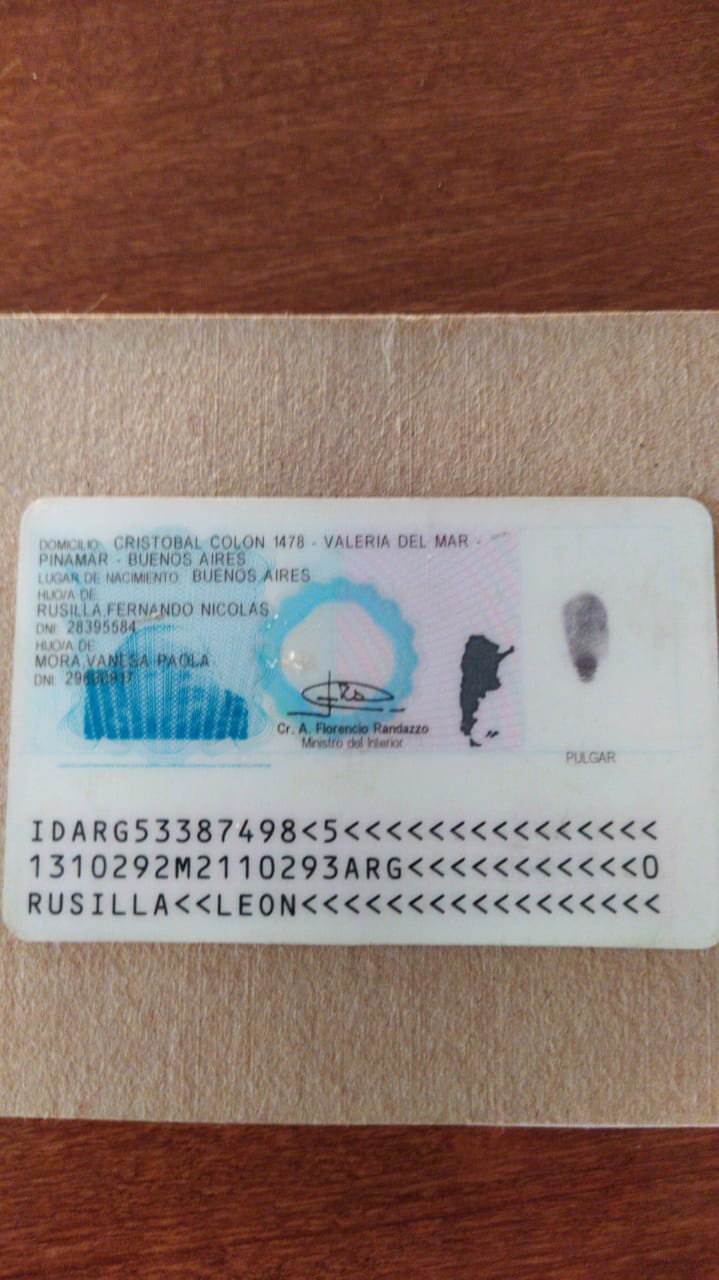 DOMICILIO: CRISTOBAL COLON 1478 - VALERIA DEL MAR -
PINAMAR - BUENOS AIRES
LUGAR DE NACIMIENTO: BUENOS AIRES
HIJO/A DE
RUSILLA,FERNANDO NICOLAS
DNI 28395584
HIJO/A DE
MORA,VANESA PAOLA
DNI
Cr. A. Florencio Randazzo
Ministro del Interior
PULGAR
IDARG53387498<5<<<<<<<<<<<<<<<
1310292M2110293ARG<<<<<<<<<<<0
RUSILLA<<LEON<<<<<<<<<<<<<<<<<